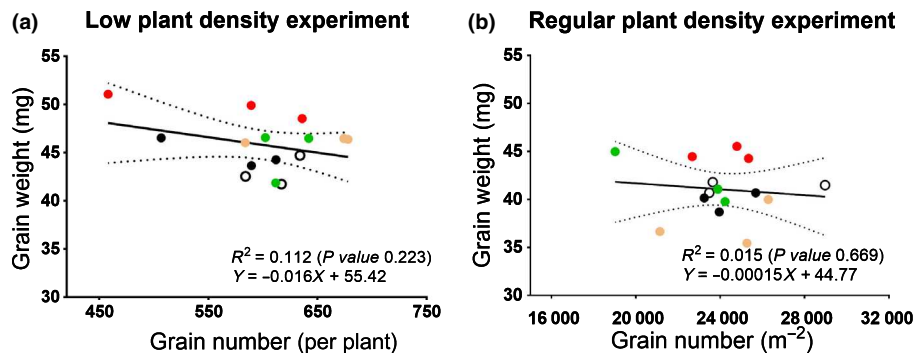 (a) Low plant density experiment
Grain weight (mg)
55
50
45
40
35
30
R² = 0.112 (P value 0.223)
Y = −0.016X + 55.42
450 550 650 750
Grain number (per plant)
(b) Regular plant density experiment
Grain weight (mg)
55
50
45
40
35
30
R² = 0.015 (P value 0.669)
Y = −0.00015X + 44.77
16 000 20 000 24 000 28 000 32 000
Grain number (m⁻²)